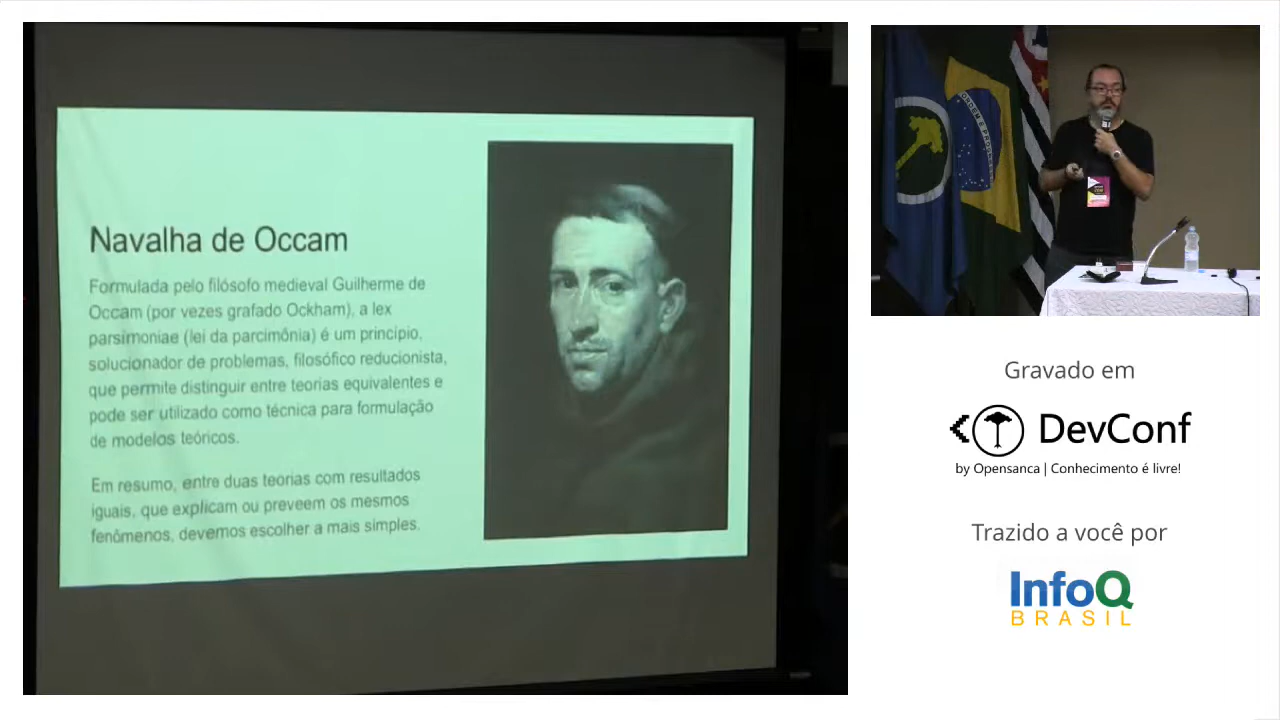 Navalha de Occam
Formulada pelo filósofo medieval Guilherme de
Occam (por vezes grafado Ockham), a lex
parsimoniae (lei da parcimônia) é um princípio,
solucionador de problemas, filosófico reducionista,
que permite distinguir entre teorias equivalentes e
pode ser utilizado como técnica para formulação
de modelos teóricos.
Em resumo, entre duas teorias com resultados
iguais, que explicam ou preveem os mesmos
fenômenos, devemos escolher a mais simples.
ORDEM E PROGRES
Gravado em
DevConf
by Opensanca | Conhecimento é livre!
Trazido a você por
InfoQ
BRASIL